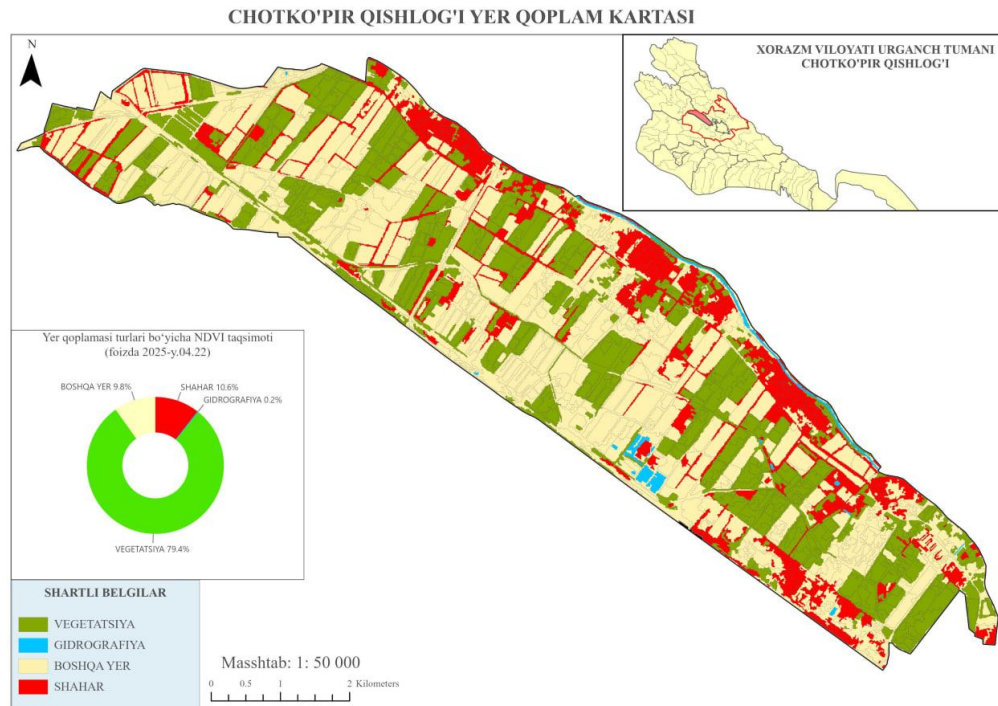 CHOTKO'PIR QISHLOG'I YER QOPLAM KARTASI
N
XORAZM VILOYATI URGANCH TUMANI
CHOTKO'PIR QISHLOG'I
Yer qoplamasi turlari bo‘yicha NDVI taqsimoti
(foizda 2025-y.04.22)
BOSHQA YER 9.8%
SHAHAR 10.6%
GIDROGRAFIYA 0.2%
VEGETATSIYA 79.4%
SHARTLI BELGILAR
VEGETATSIYA
GIDROGRAFIYA
BOSHQA YER
SHAHAR
Masshtab: 1: 50 000
0 0.5 1 2 Kilometers